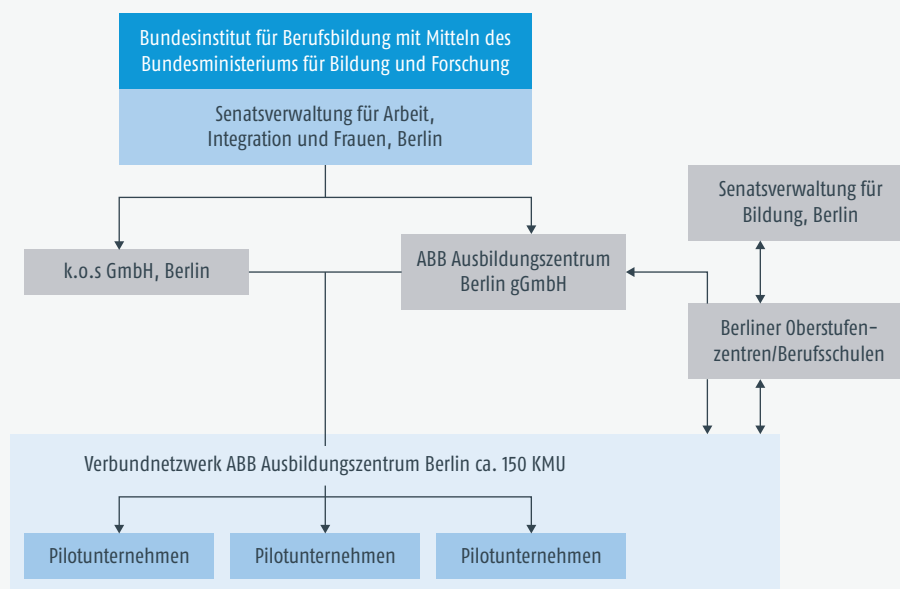 Bundesinstitut für Berufsbildung mit Mitteln des
Bundesministeriums für Bildung und Forschung
Senatsverwaltung für Arbeit,
Integration und Frauen, Berlin
Senatsverwaltung für
Bildung, Berlin
k.o.s GmbH, Berlin
ABB Ausbildungszentrum
Berlin gGmbH
Berliner Oberstufen-
zentren/Berufsschulen
Verbundnetzwerk ABB Ausbildungszentrum Berlin ca. 150 KMU
Pilotunternehmen
Pilotunternehmen
Pilotunternehmen